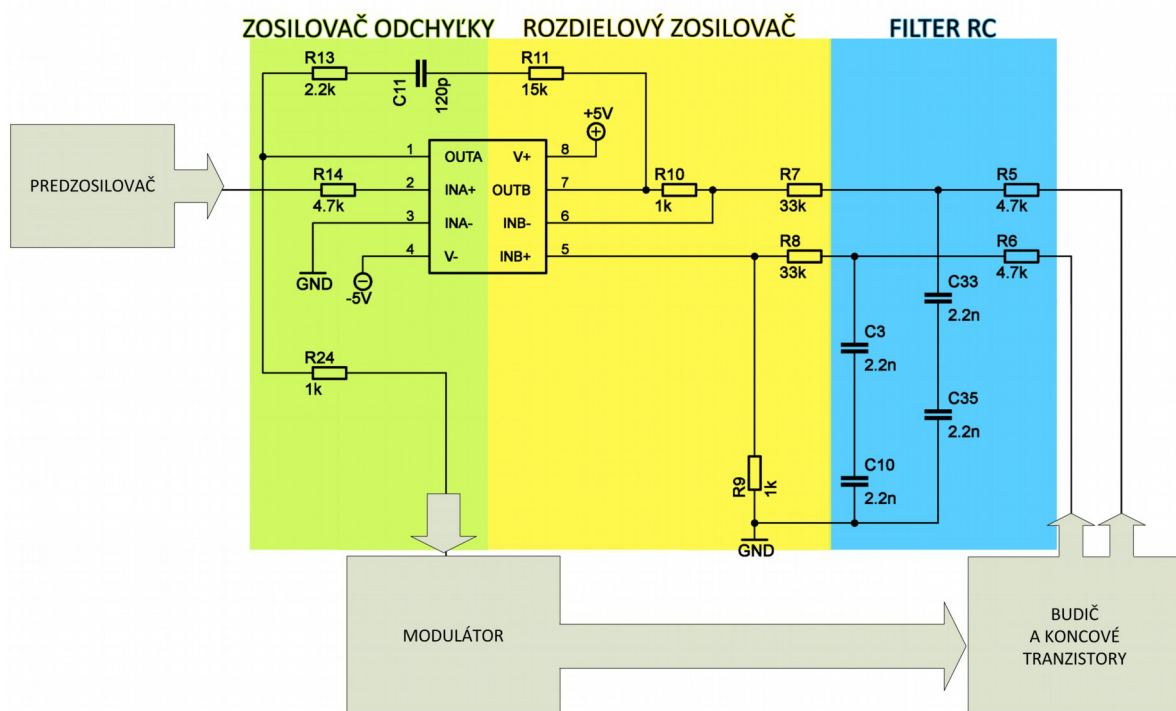 ZOSILOVAČ ODCHYĽKY
ROZDIELOVÝ ZOSILOVAČ
FILTER RC
R13
2.2k
C11
120p
R11
15k
+5V
PREDZOSILOVAČ
R14
4.7k
1
2
3
4
OUTA
INA+
INA-
V-
V+
OUTB
INB-
INB+
8
7
6
5
GND
-5V
R10
1k
R7
33k
R8
33k
R5
4.7k
R6
4.7k
C33
2.2n
C3
2.2n
R24
1k
C35
2.2n
C10
2.2n
R9
1k
GND
MODULÁTOR
BUDIČ
A KONCOVÉ
TRANZISTORY